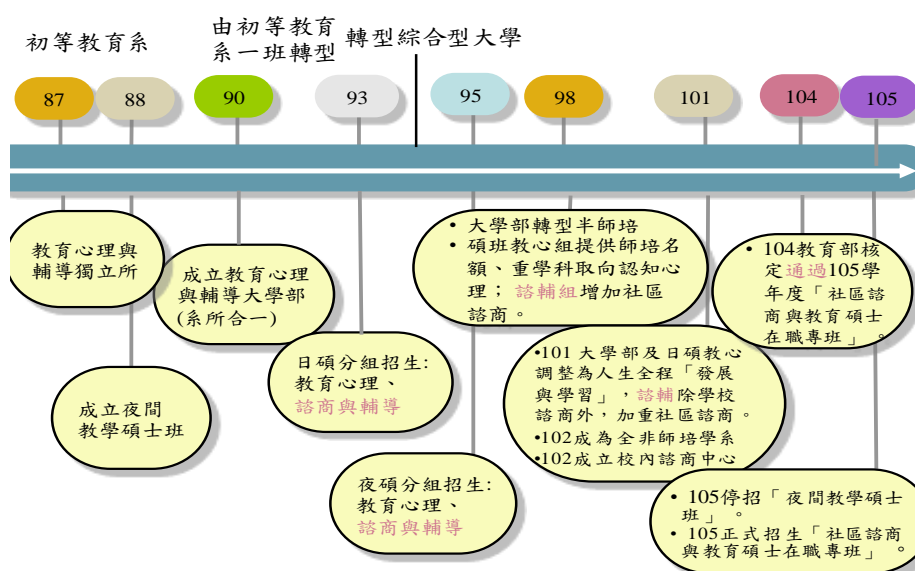 初等教育系
由初等教育
系一班轉型
轉型綜合型大學
87
88
90
93
95
98
101
104
105
教育心理與
輔導獨立所
成立教育心理
與輔導大學部
(系所合一)
• 大學部轉型半師培
• 碩班教心組提供師培名
額、重學科取向認知心
理；諮輔組增加社區
諮商。
• 104教育部核
定通過105學
年度「社區諮
商與教育碩士
在職專班」。
日碩分組招生:
教育心理、
諮商與輔導
•101 大學部及日碩教心
調整為人生全程「發展
與學習」，諮輔除學校
諮商外，加重社區諮商。
•102成為全非師培學系
•102成立校內諮商中心
成立夜間
教學碩士班
夜碩分組招生:
教育心理、
諮商與輔導
• 105停招「夜間教學碩士
班」。
• 105正式招生「社區諮商
與教育碩士在職專班」。